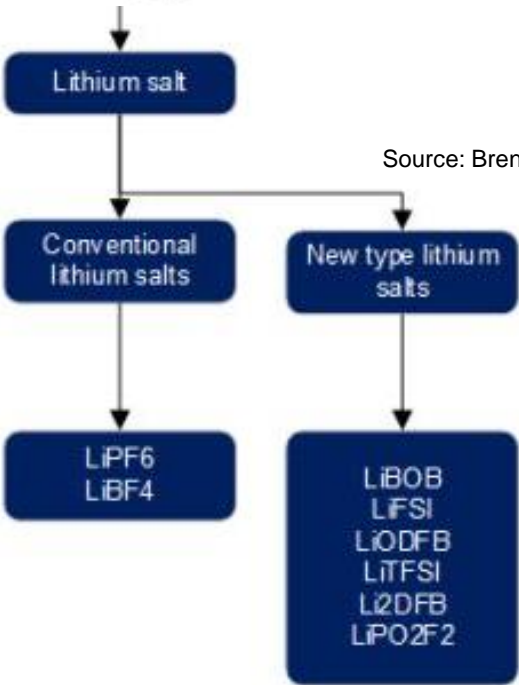 Lithium salt
Source: Bren
Conventional
lithium salts
New type lithium
salts
LiPF6
LiBF4
LiBOB
LiFSI
LiODFB
LiTFSI
Li2DFB
LiPO2F2